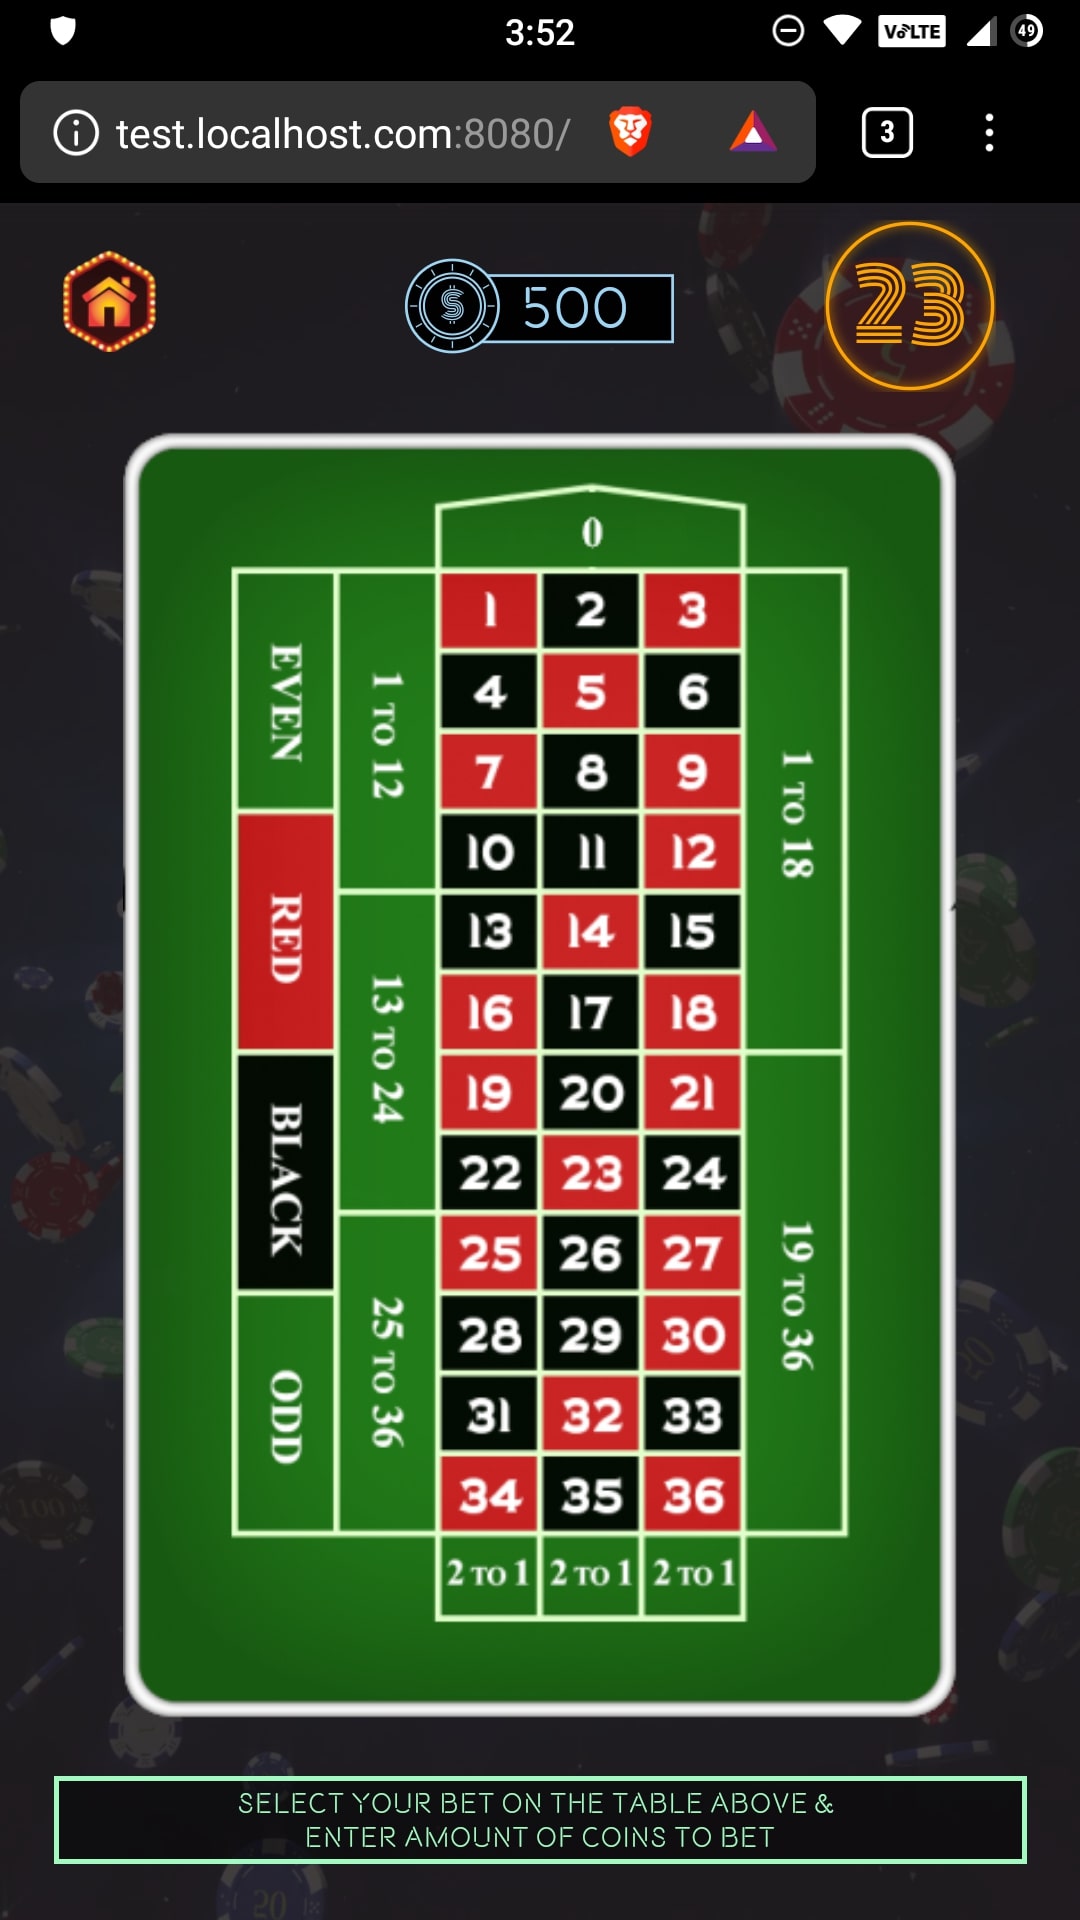 3:52
VoLTE
49
test.localhost.com:8080/
3
$ 500
23
0
1 2 3
4 5 6
7 8 9
10 11 12
13 14 15
16 17 18
19 20 21
22 23 24
25 26 27
28 29 30
31 32 33
34 35 36
2 TO 1 2 TO 1 2 TO 1
EVEN
RED
BLACK
ODD
1 TO 12
13 TO 24
25 TO 36
1 TO 18
19 TO 36
SELECT YOUR BET ON THE TABLE ABOVE &
ENTER AMOUNT OF COINS TO BET